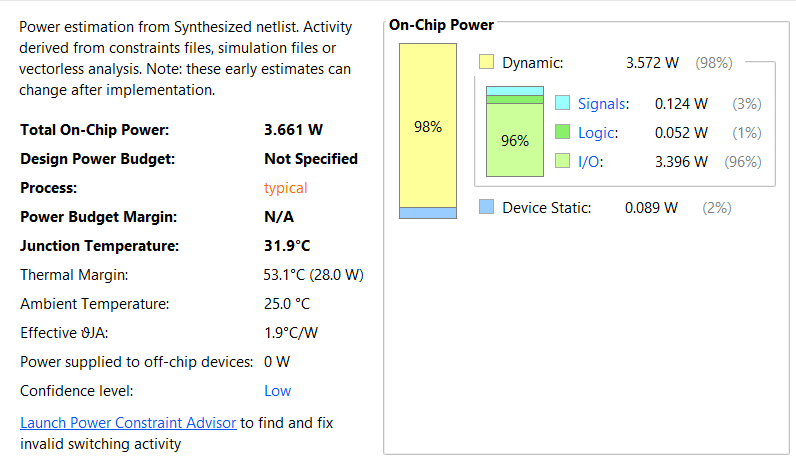 Power estimation from Synthesized netlist. Activity
derived from constraints files, simulation files or
vectorless analysis. Note: these early estimates can
change after implementation.
Total On-Chip Power: 3.661 W
Design Power Budget: Not Specified
Process: typical
Power Budget Margin: N/A
Junction Temperature: 31.9°C
Thermal Margin: 53.1°C (28.0 W)
Ambient Temperature: 25.0 °C
Effective ϑJA: 1.9°C/W
Power supplied to off-chip devices: 0 W
Confidence level: Low
Launch Power Constraint Advisor to find and fix
invalid switching activity
On-Chip Power
98%
Dynamic: 3.572 W (98%)
96%
Signals: 0.124 W (3%)
Logic: 0.052 W (1%)
I/O: 3.396 W (96%)
Device Static: 0.089 W (2%)